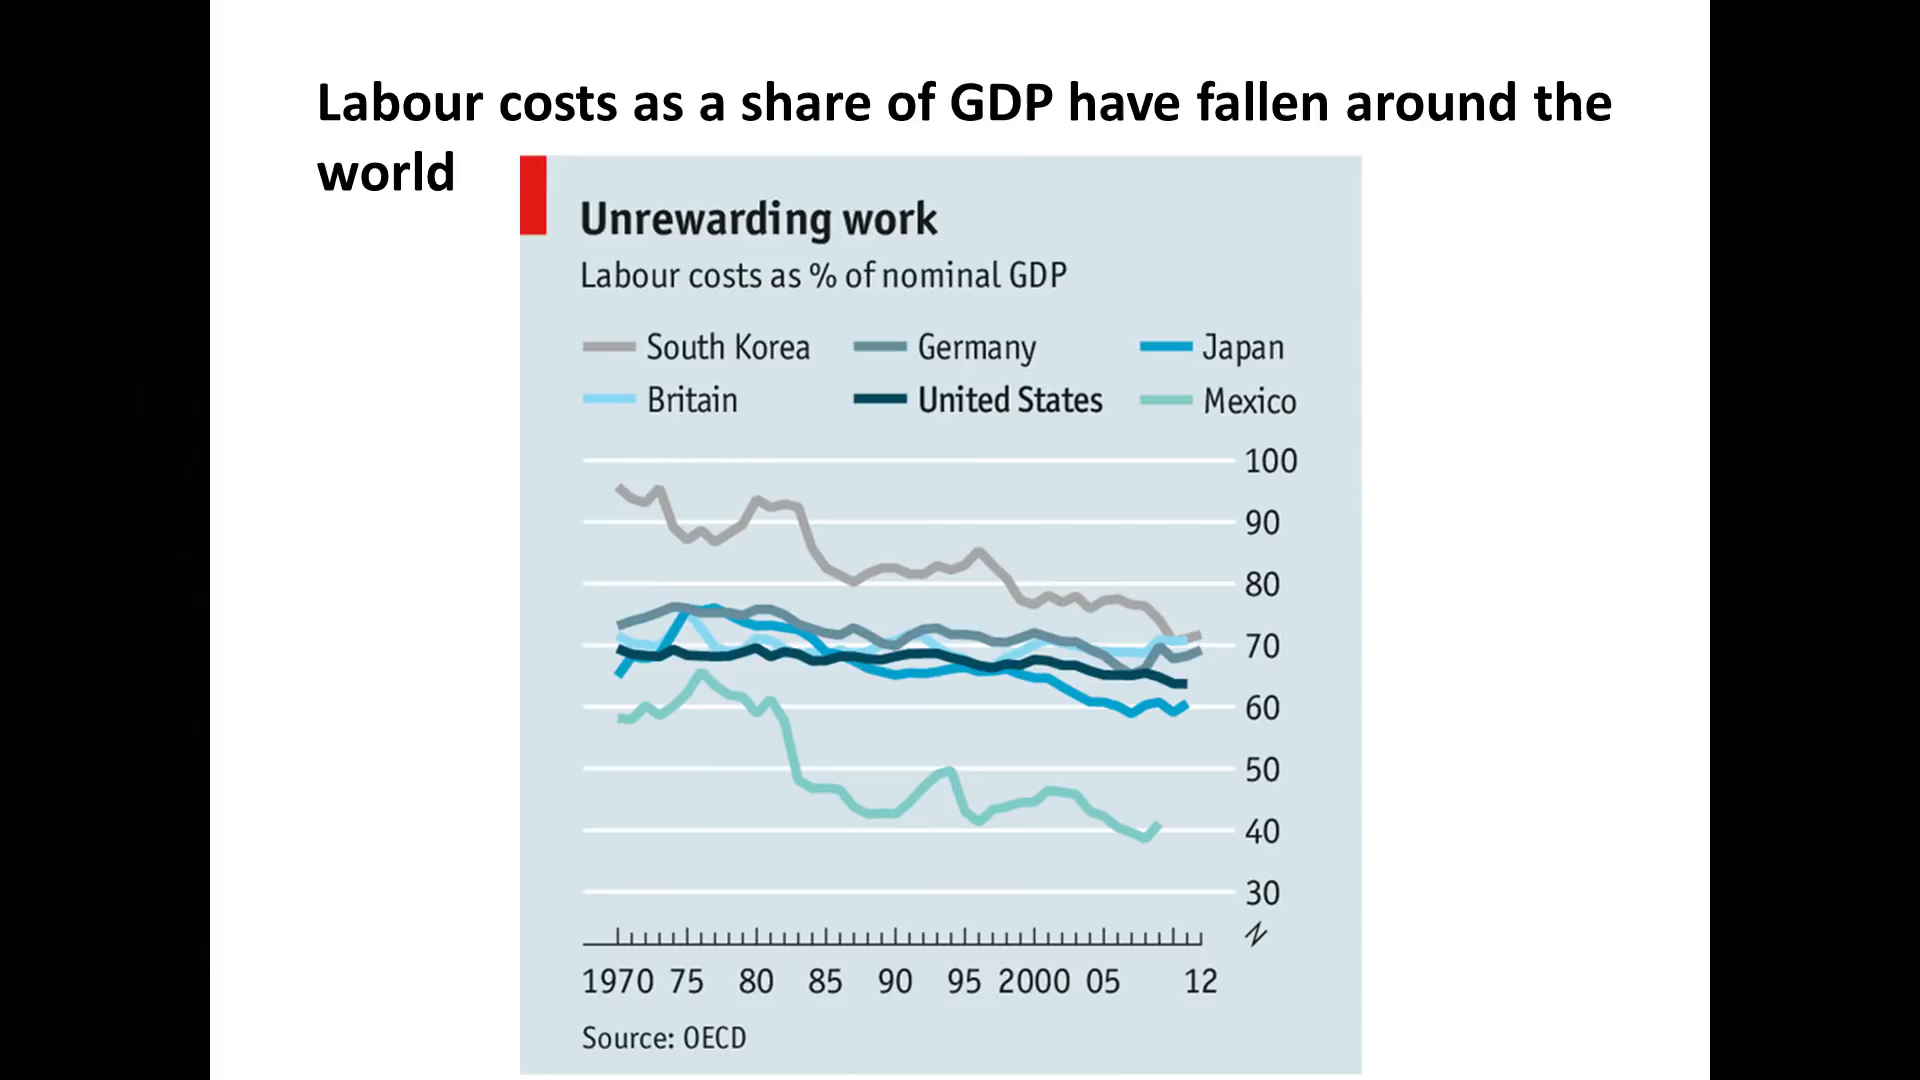 Labour costs as a share of GDP have fallen around the
world
Unrewarding work
Labour costs as % of nominal GDP
South Korea Germany Japan
Britain United States Mexico
100
90
80
70
60
50
40
30
1970 75 80 85 90 95 2000 05 12
Source: OECD